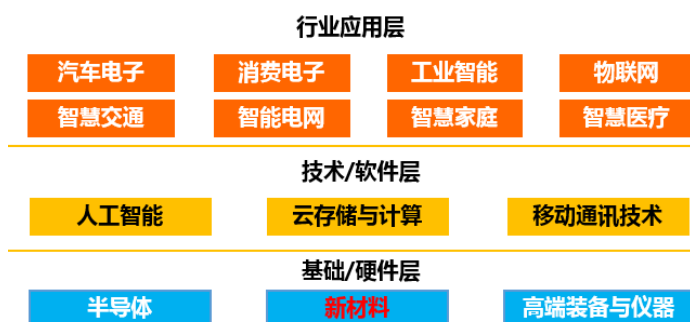 行业应用层
汽车电子 消费电子 工业智能 物联网
智慧交通 智能电网 智慧家庭 智慧医疗
技术/软件层
人工智能 云存储与计算 移动通讯技术
基础/硬件层
半导体 新材料 高端装备与仪器